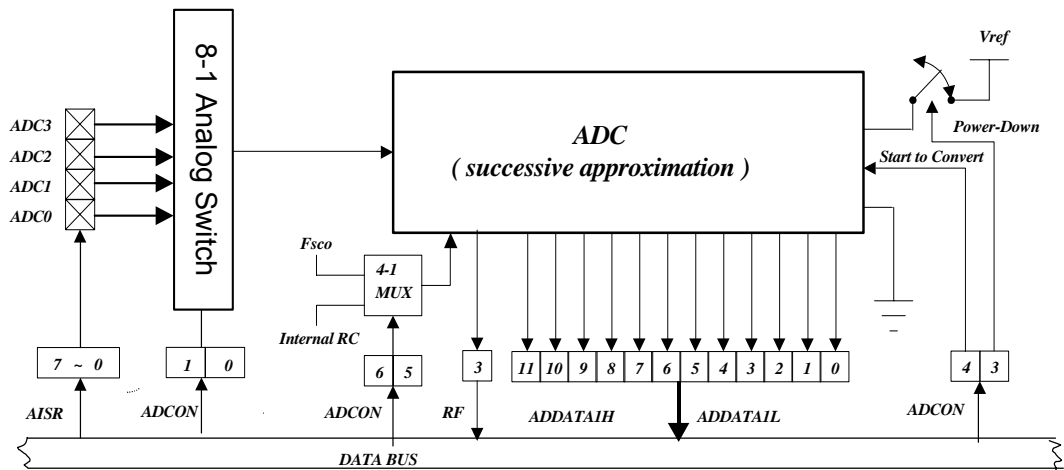 8-1 Analog Switch
Vref
ADC3
ADC2
ADC1
ADC0
ADC
( successive approximation )
Power-Down
Start to Convert
Fsco
4-1
MUX
Internal RC
7 ~ 0
1 0
6 5
3
11 10 9 8 7 6 5 4 3 2 1 0
4 3
AISR
ADCON
ADCON
RF
ADDATA1H
ADDATA1L
ADCON
DATA BUS